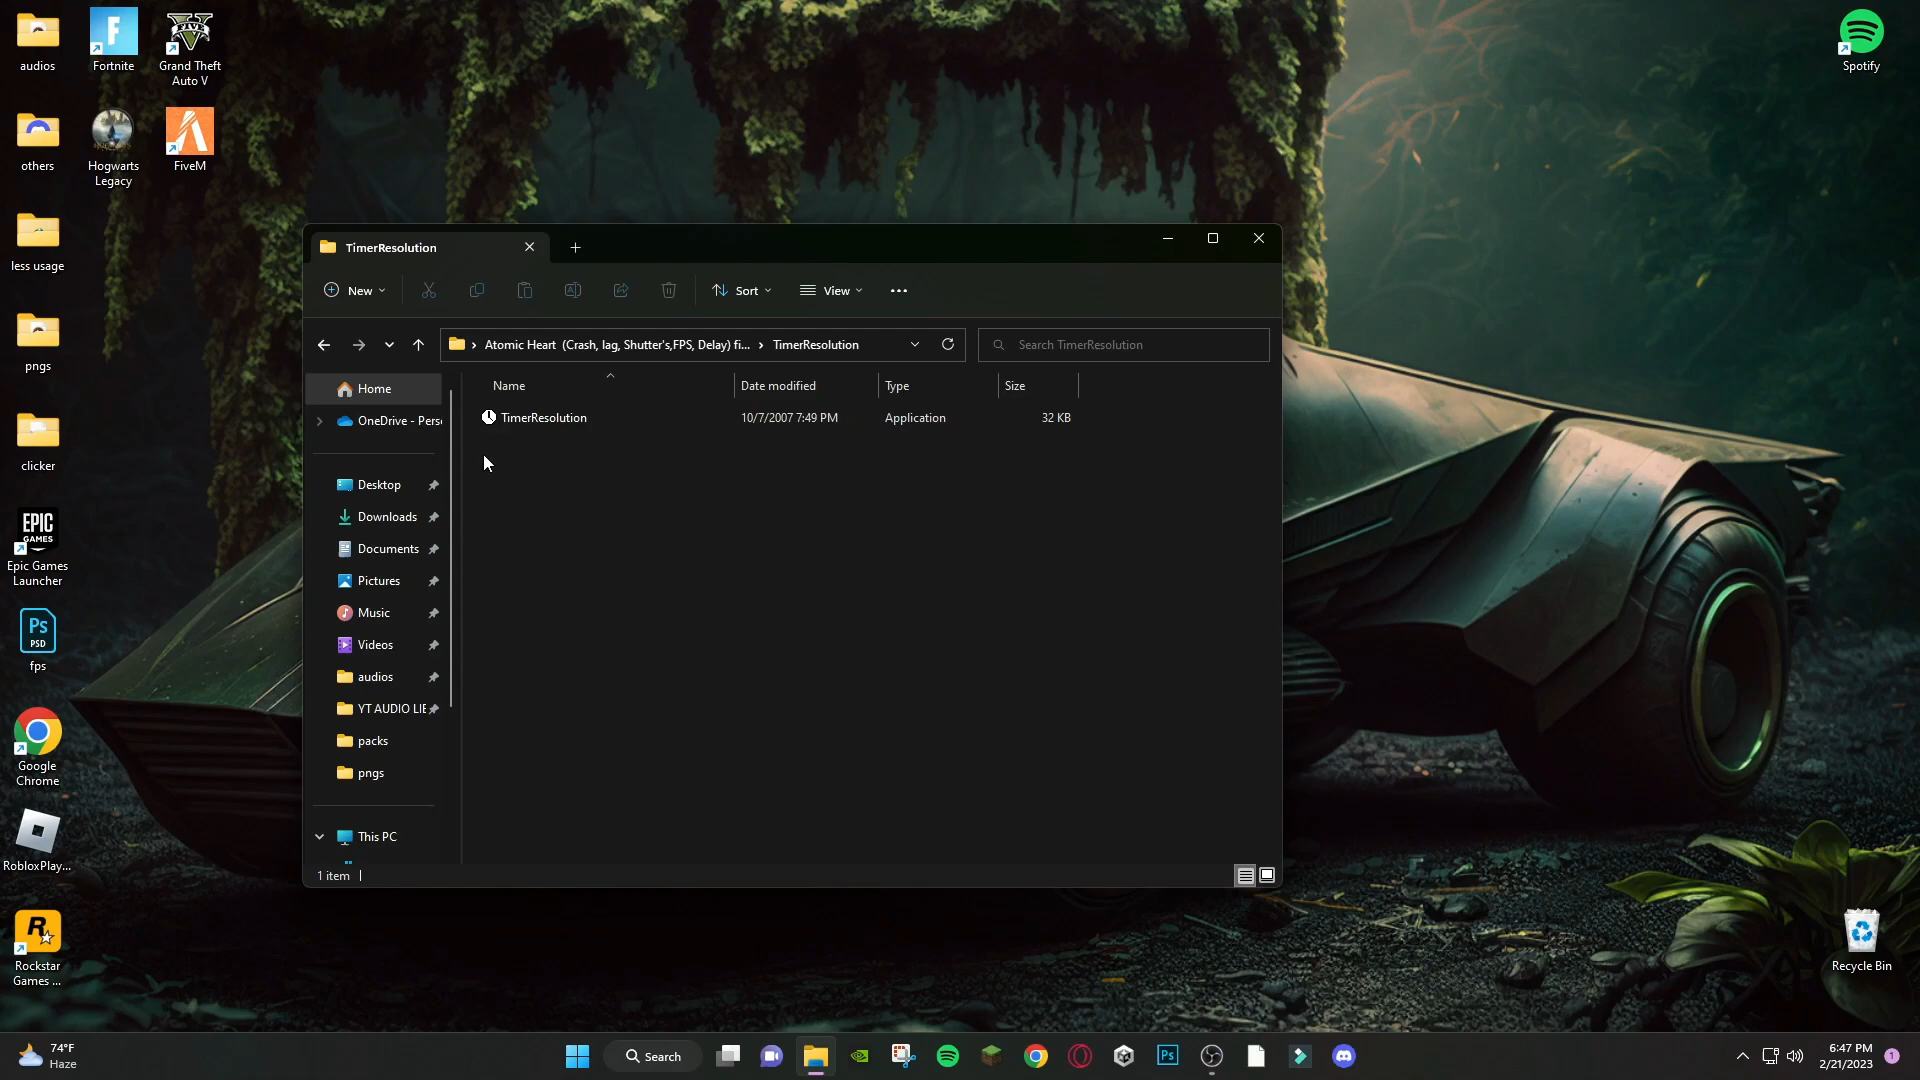 audios
Fortnite
Grand Theft
Auto V
Spotify
others
Hogwarts
Legacy
FiveM
less usage
pngs
clicker
EPIC
GAMES
Epic Games
Launcher
Ps
PSD
fps
Google
Chrome
RobloxPlay...
Rockstar
Games ...
Recycle Bin
TimerResolution
New
Sort
View
Atomic Heart (Crash, lag, Shutter's,FPS, Delay) fi... › TimerResolution
Search TimerResolution
Name
Date modified
Type
Size
TimerResolution
10/7/2007 7:49 PM
Application
32 KB
Home
OneDrive - Pers
Desktop
Downloads
Documents
Pictures
Music
Videos
audios
YT AUDIO LIE
packs
pngs
This PC
1 item
74°F
Haze
Search
Ps
6:47 PM
2/21/2023
1